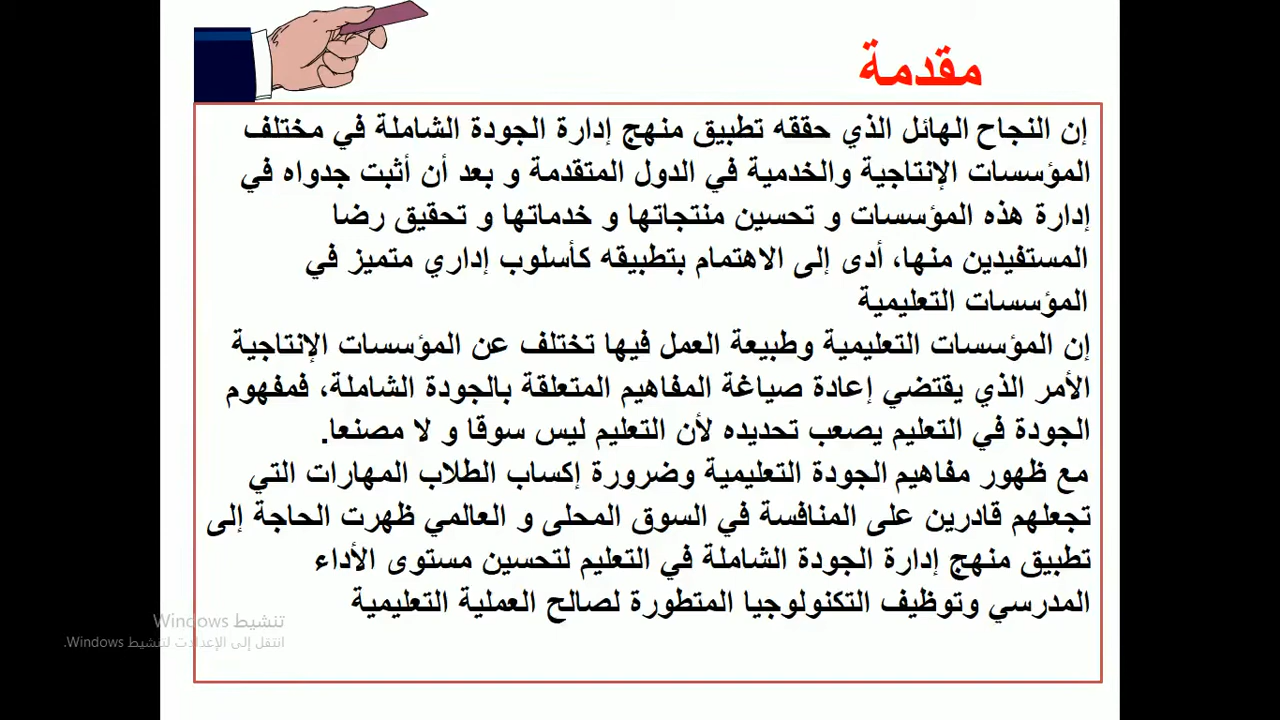 مقدمة
إن النجاح الهائل الذي حققه تطبيق منهج إدارة الجودة الشاملة في مختلف
المؤسسات الإنتاجية والخدمية في الدول المتقدمة و بعد أن أثبت جدواه في
إدارة هذه المؤسسات و تحسين منتجاتها و خدماتها و تحقيق رضا
المستفيدين منها، أدى إلى الاهتمام بتطبيقه كأسلوب إداري متميز في
المؤسسات التعليمية
إن المؤسسات التعليمية وطبيعة العمل فيها تختلف عن المؤسسات الإنتاجية
الأمر الذي يقتضي إعادة صياغة المفاهيم المتعلقة بالجودة الشاملة، فمفهوم
الجودة في التعليم يصعب تحديده لأن التعليم ليس سوقا و لا مصنعا.
مع ظهور مفاهيم الجودة التعليمية وضرورة إكساب الطلاب المهارات التي
تجعلهم قادرين على المنافسة في السوق المحلى و العالمي ظهرت الحاجة إلى
تطبيق منهج إدارة الجودة الشاملة في التعليم لتحسين مستوى الأداء
المدرسي وتوظيف التكنولوجيا المتطورة لصالح العملية التعليمية
تنشيط Windows
انتقل إلى الإعدادات لتنشيط Windows.